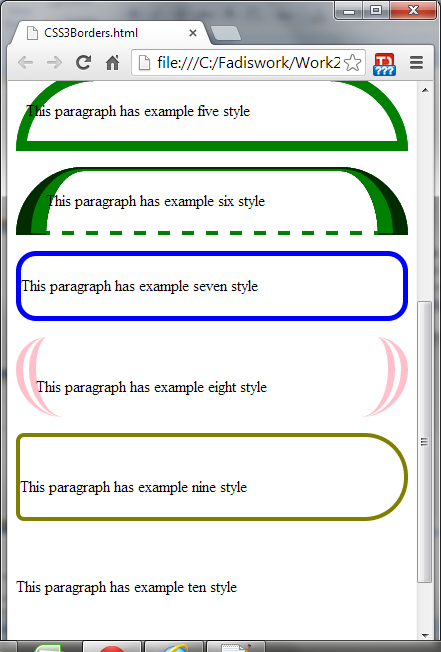 CSS3Borders.html
file:///C:/Fadiswork/Work2
This paragraph has example five style
This paragraph has example six style
This paragraph has example seven style
This paragraph has example eight style
This paragraph has example nine style
This paragraph has example ten style